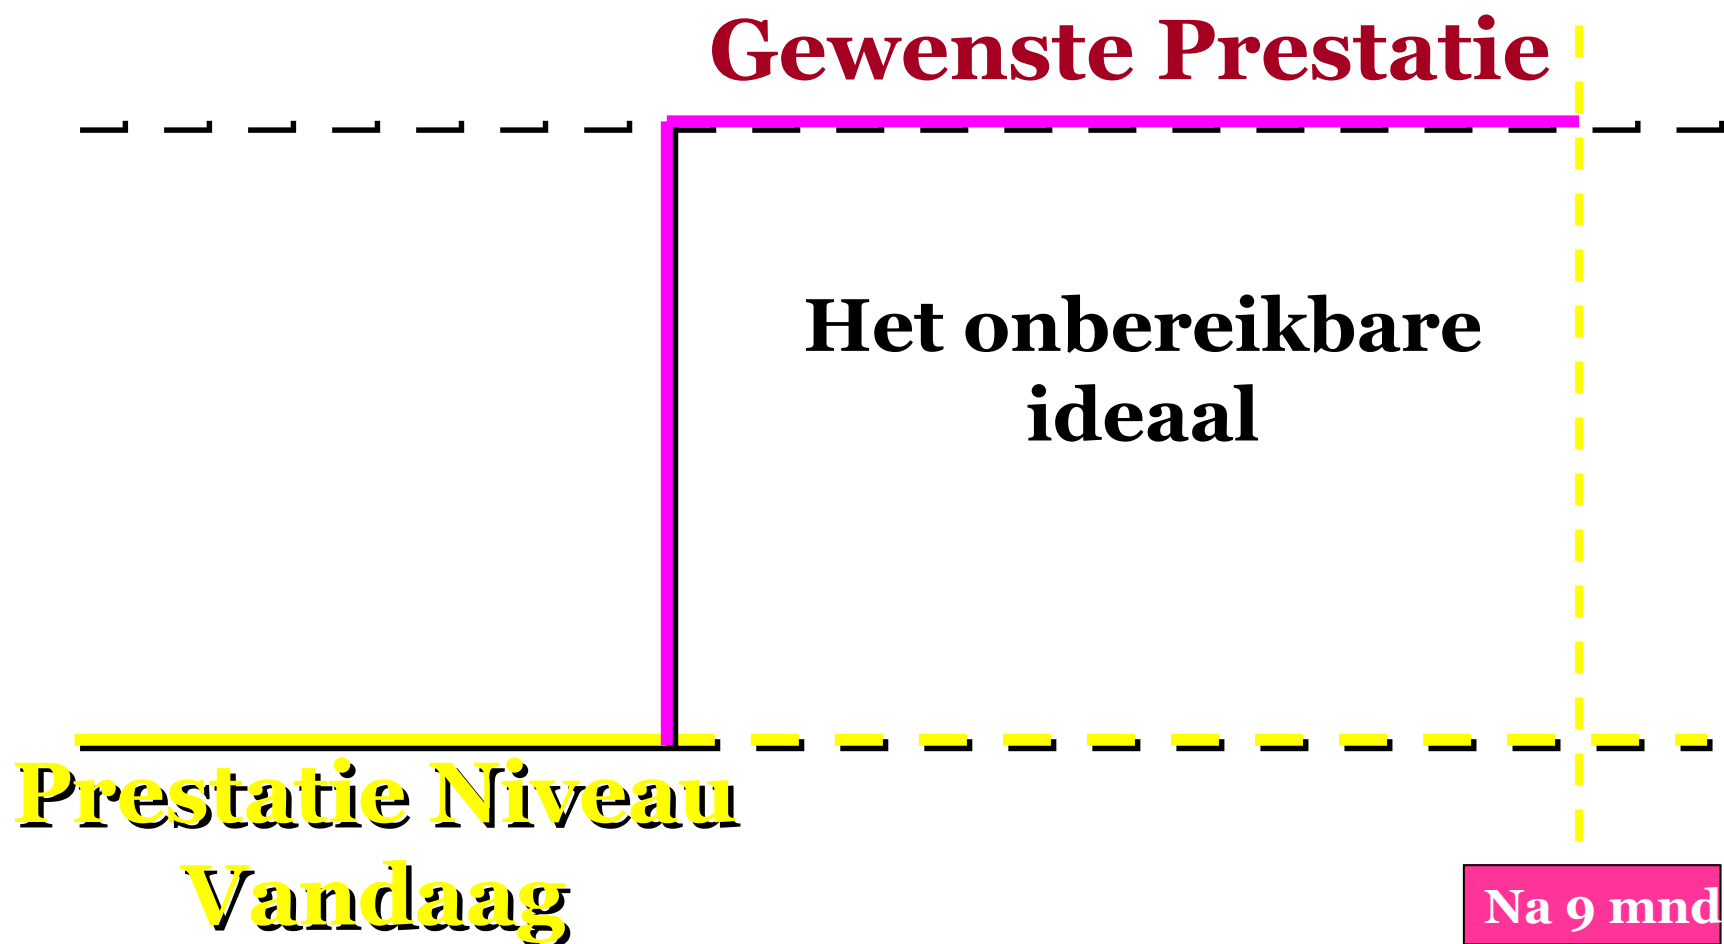 Gewenste Prestatie
Het onbereikbare
ideaal
Prestatie Niveau
Vandaag
Na 9 mnd